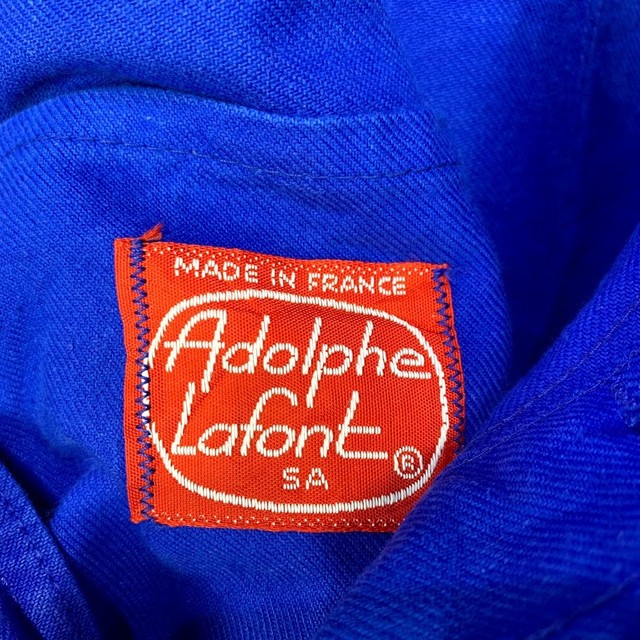 MADE IN FRANCE
Adolphe
Lafont ®
SA